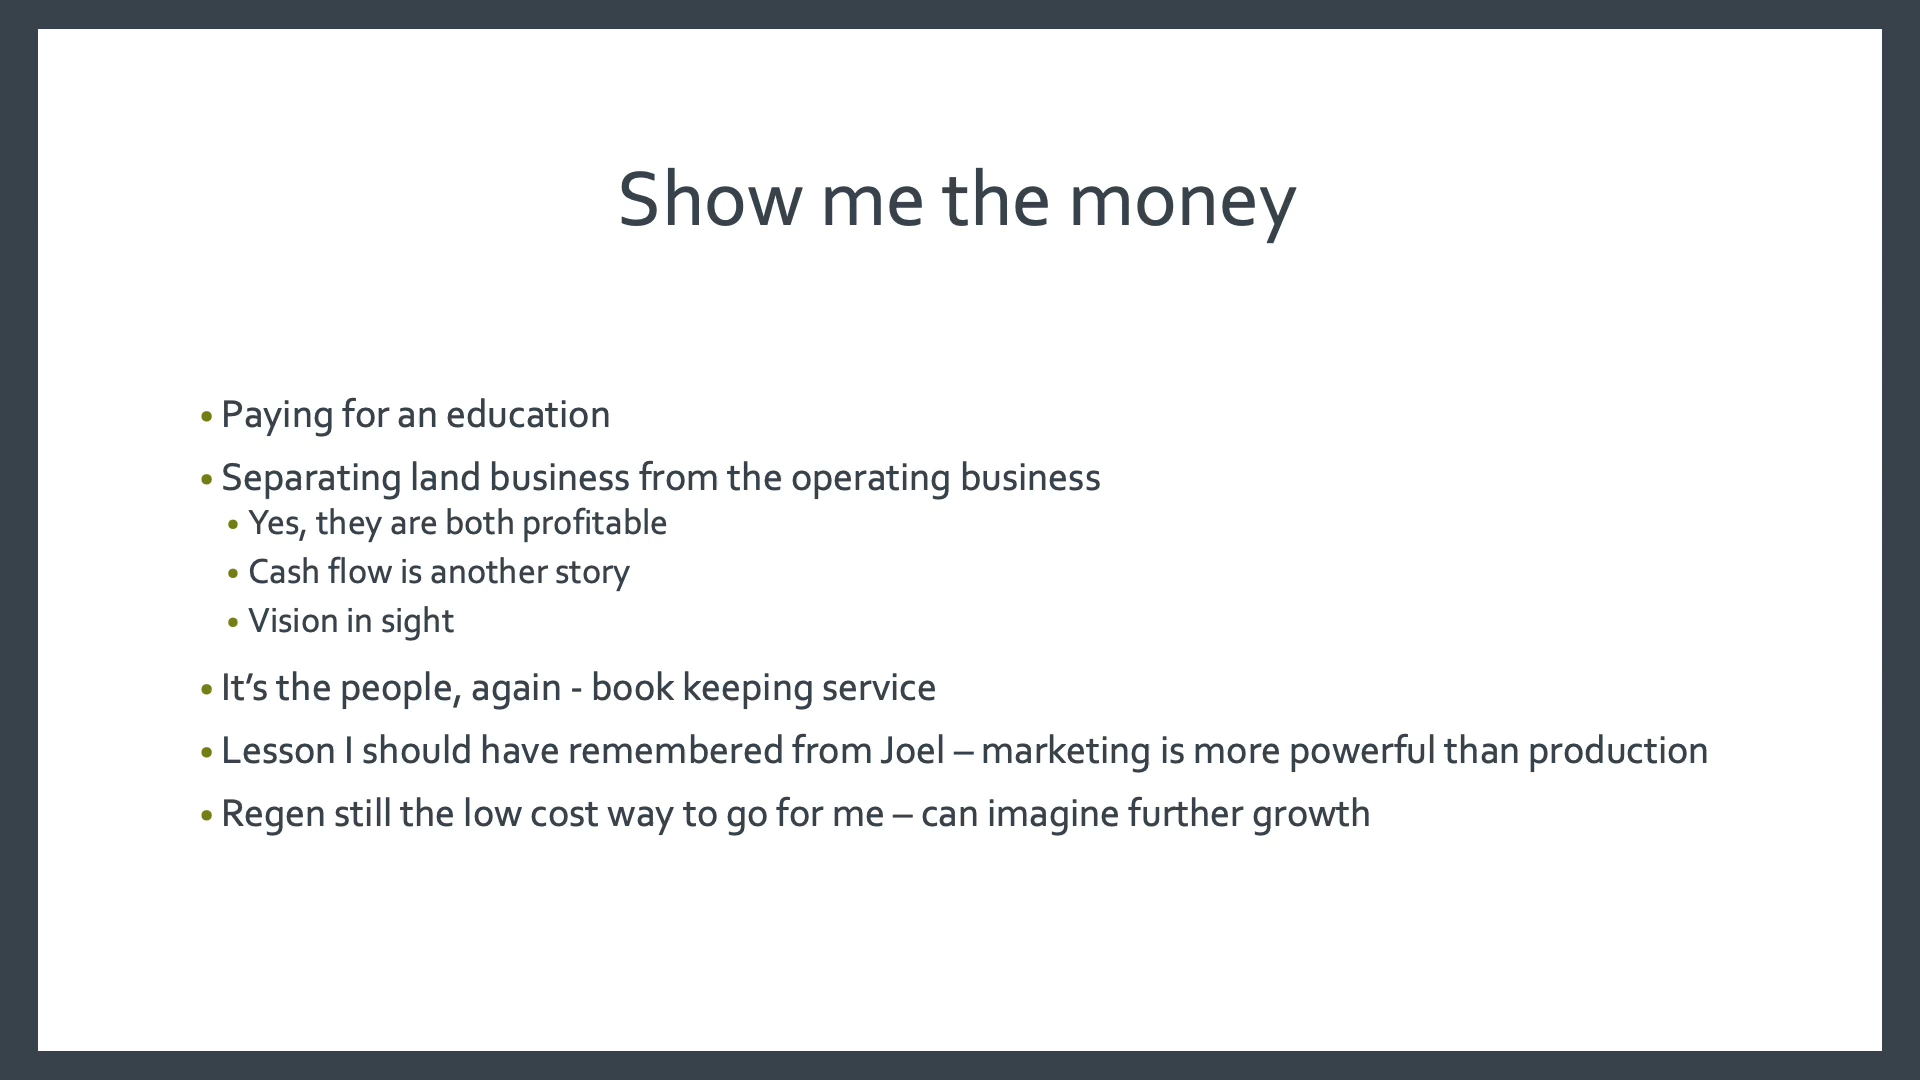 Show me the money
• Paying for an education
• Separating land business from the operating business
• Yes, they are both profitable
• Cash flow is another story
• Vision in sight
• It’s the people, again - book keeping service
• Lesson I should have remembered from Joel – marketing is more powerful than production
• Regen still the low cost way to go for me – can imagine further growth